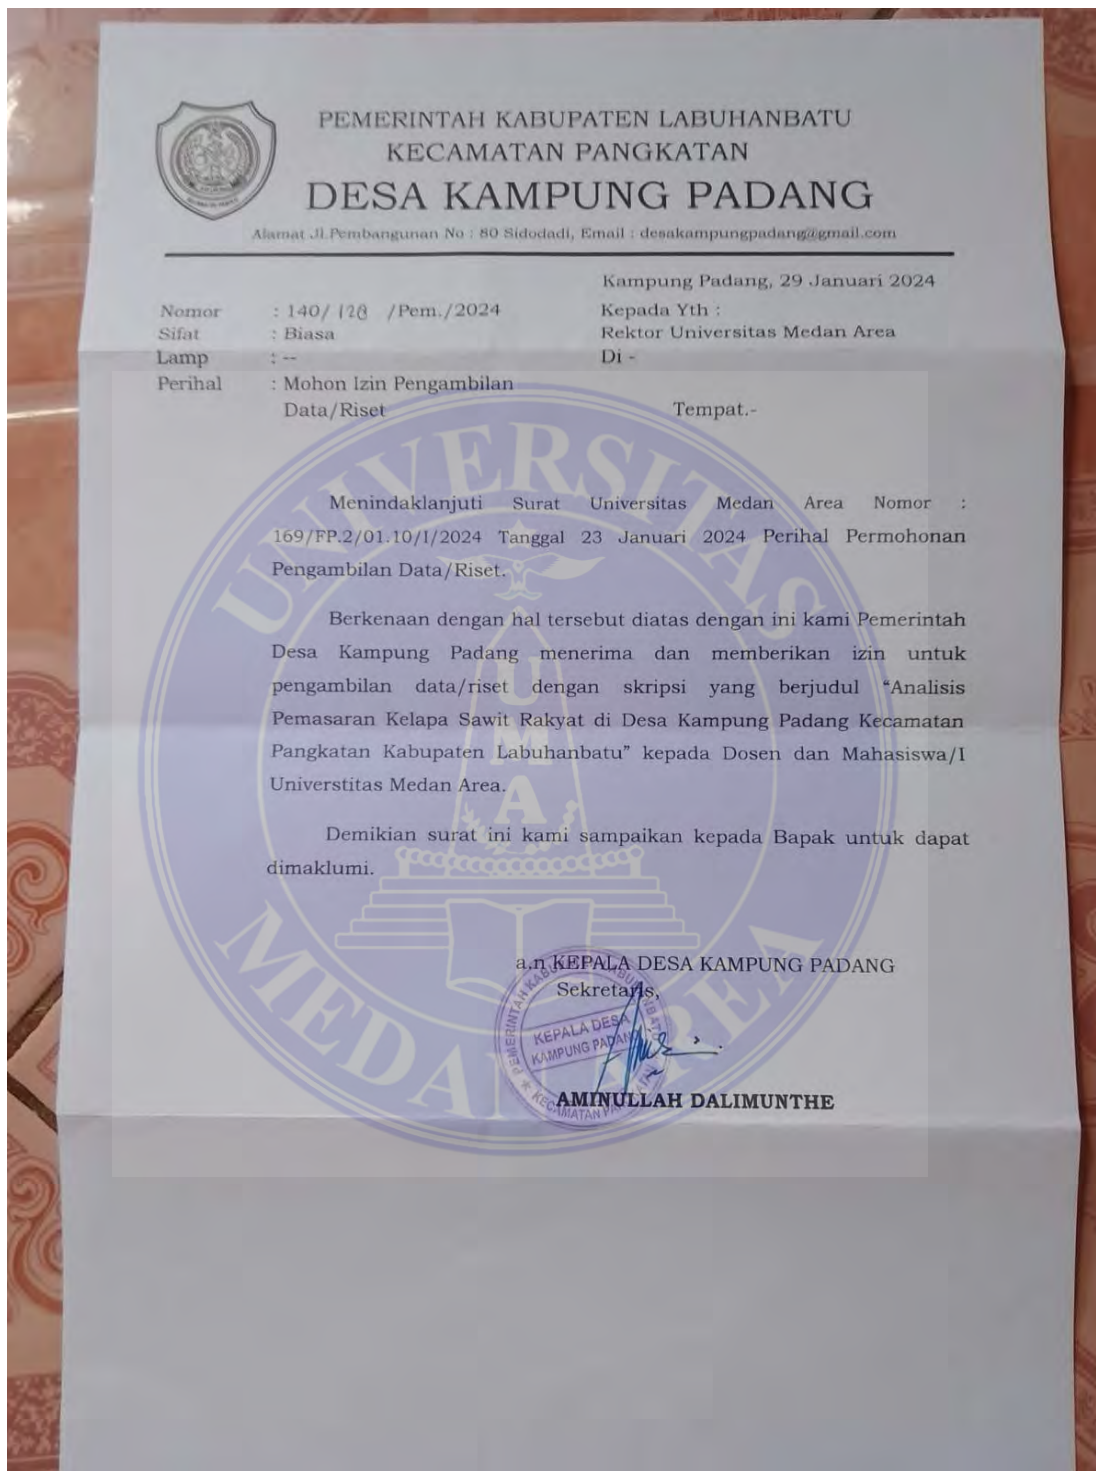 PEMERINTAH KABUPATEN LABUHANBATU
KECAMATAN PANGKATAN
DESA KAMPUNG PADANG
Alamat Jl.Pembangunan No : 80 Sidodadi, Email : desakampungpadang@gmail.com
Kampung Padang, 29 Januari 2024
Nomor : 140/ 128 /Pem./2024 Kepada Yth :
Sifat : Biasa Rektor Universitas Medan Area
Lamp : -- Di -
Perihal : Mohon Izin Pengambilan
Data/Riset Tempat.-
Menindaklanjuti Surat Universitas Medan Area Nomor :
169/FP.2/01.10/I/2024 Tanggal 23 Januari 2024 Perihal Permohonan
Pengambilan Data/Riset.
Berkenaan dengan hal tersebut diatas dengan ini kami Pemerintah
Desa Kampung Padang menerima dan memberikan izin untuk
pengambilan data/riset dengan skripsi yang berjudul “Analisis
Pemasaran Kelapa Sawit Rakyat di Desa Kampung Padang Kecamatan
Pangkatan Kabupaten Labuhanbatu” kepada Dosen dan Mahasiswa/I
Universtitas Medan Area.
Demikian surat ini kami sampaikan kepada Bapak untuk dapat
dimaklumi.
a.n KEPALA DESA KAMPUNG PADANG
Sekretaris,
PEMERINTAH KABUPATEN LABUHANBATU
KEPALA DESA
KAMPUNG PADANG
KECAMATAN PANGKATAN
AMINULLAH DALIMUNTHE
UNIVERSITAS
UMA
MEDAN AREA